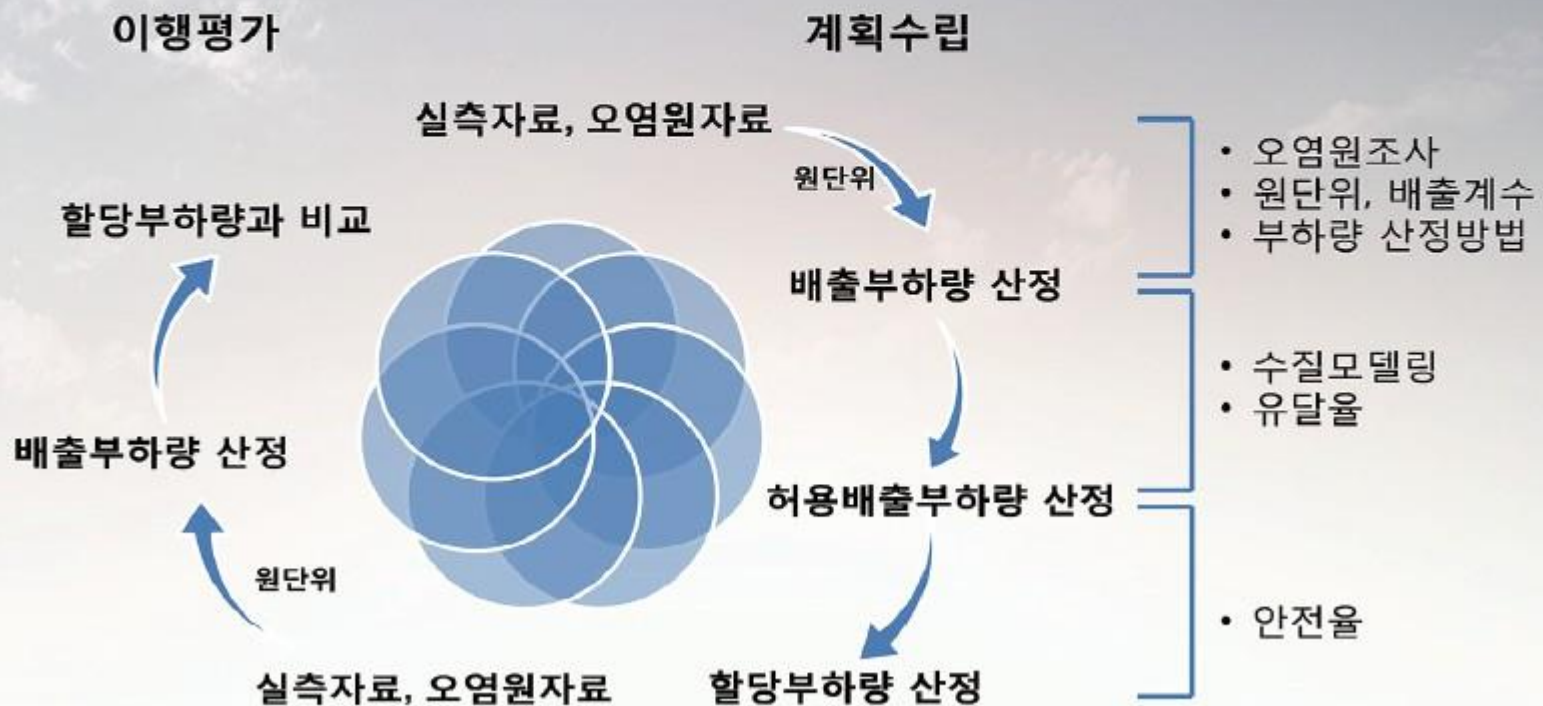 이행평가
계획수립
실측자료, 오염원자료
원단위
• 오염원조사
• 원단위, 배출계수
• 부하량 산정방법
할당부하량과 비교
배출부하량 산정
• 수질모델링
• 유달율
배출부하량 산정
허용배출부하량 산정
원단위
• 안전율
실측자료, 오염원자료
할당부하량 산정